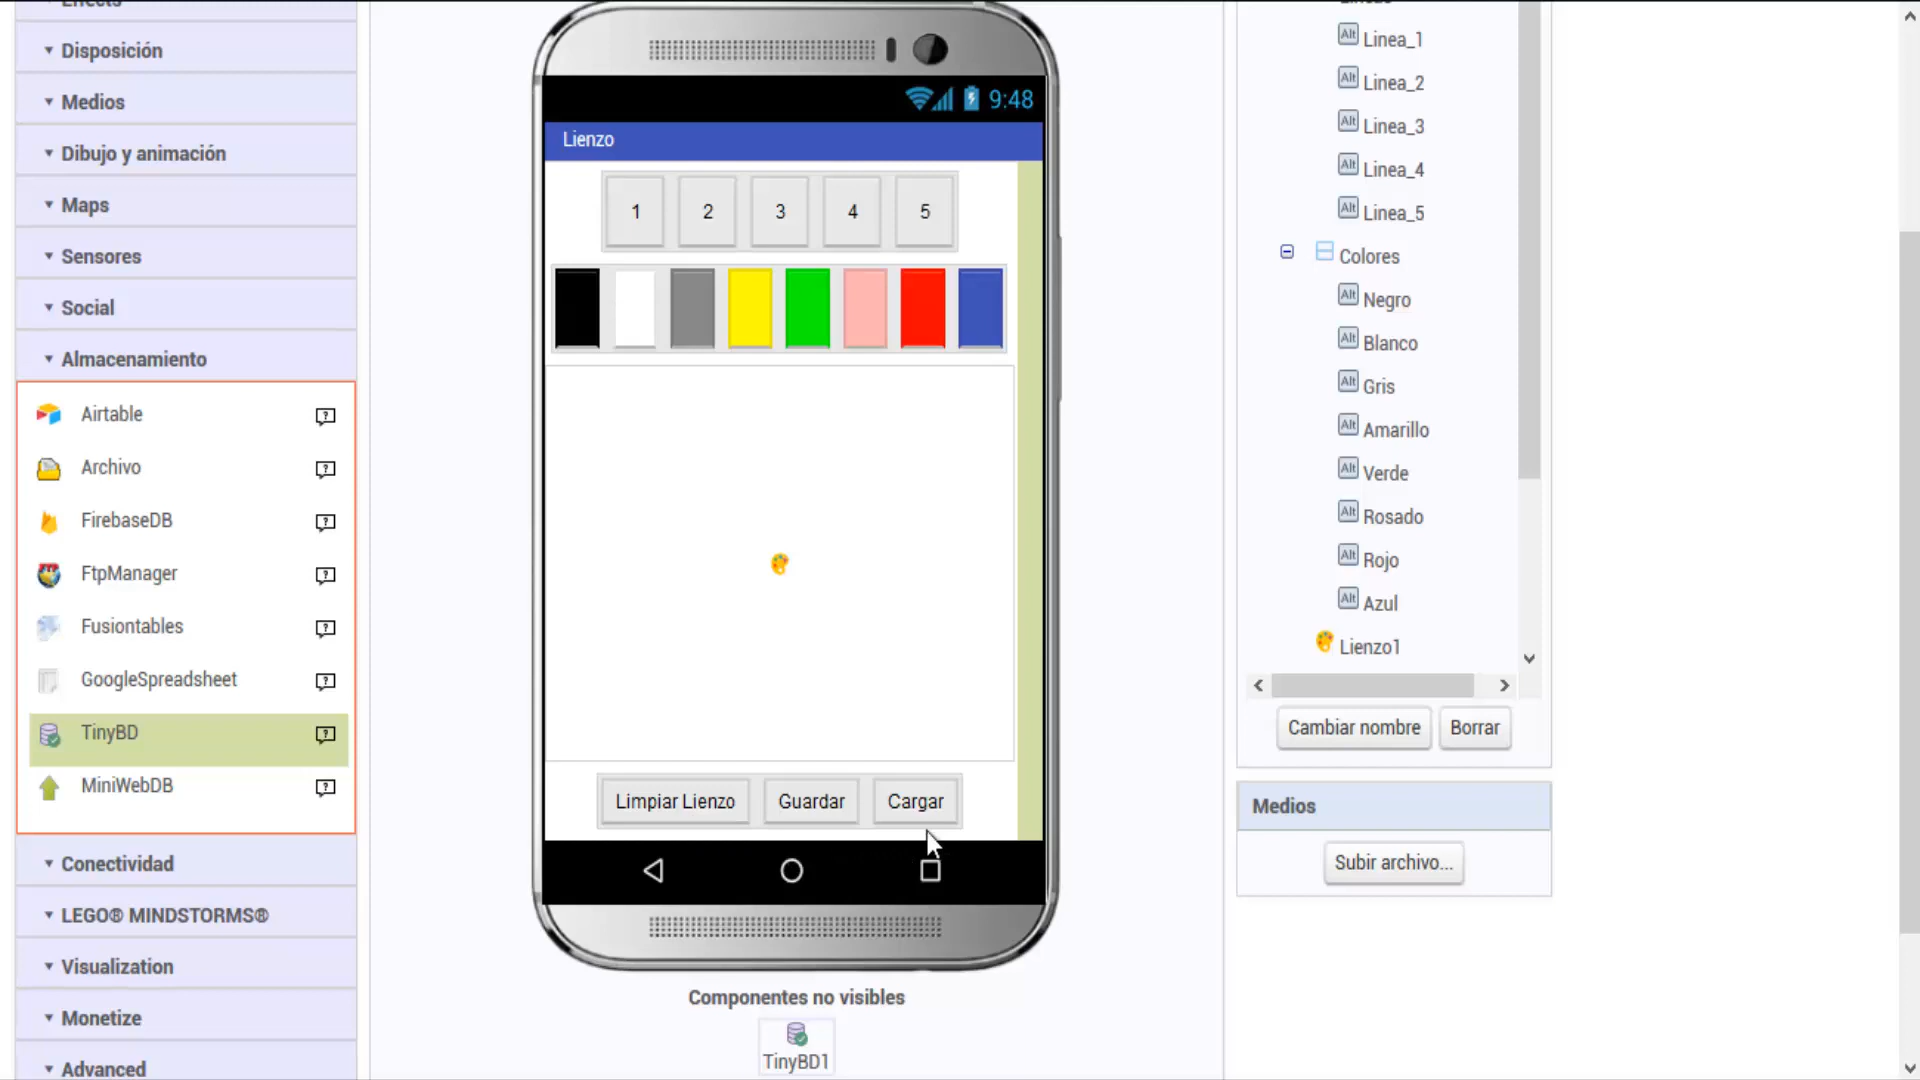 Effects
Disposición
Medios
Dibujo y animación
Maps
Sensores
Social
Almacenamiento
Airtable
Archivo
FirebaseDB
FtpManager
Fusiontables
GoogleSpreadsheet
TinyBD
MiniWebDB
Conectividad
LEGO® MINDSTORMS®
Visualization
Monetize
Advanced
9:48
Lienzo
1 2 3 4 5
Limpiar Lienzo Guardar Cargar
Componentes no visibles
TinyBD1
Lineas
Linea_1
Linea_2
Linea_3
Linea_4
Linea_5
Colores
Negro
Blanco
Gris
Amarillo
Verde
Rosado
Rojo
Azul
Lienzo1
Cambiar nombre Borrar
Medios
Subir archivo...